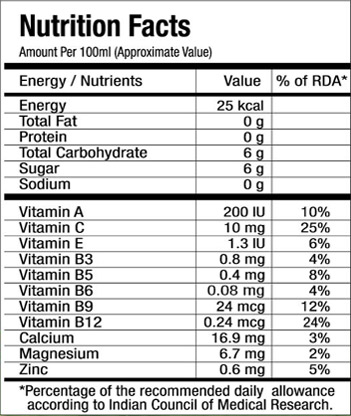 Nutrition Facts
Amount Per 100ml (Approximate Value)
Energy / Nutrients Value % of RDA*
Energy 25 kcal
Total Fat 0 g
Protein 0 g
Total Carbohydrate 6 g
Sugar 6 g
Sodium 0 g
Vitamin A 200 IU 10%
Vitamin C 10 mg 25%
Vitamin E 1.3 IU 6%
Vitamin B3 0.8 mg 4%
Vitamin B5 0.4 mg 8%
Vitamin B6 0.08 mg 4%
Vitamin B9 24 mcg 12%
Vitamin B12 0.24 mcg 24%
Calcium 16.9 mg 3%
Magnesium 6.7 mg 2%
Zinc 0.6 mg 5%
*Percentage of the recommended daily allowance
according to Indian Council of Medical Research.